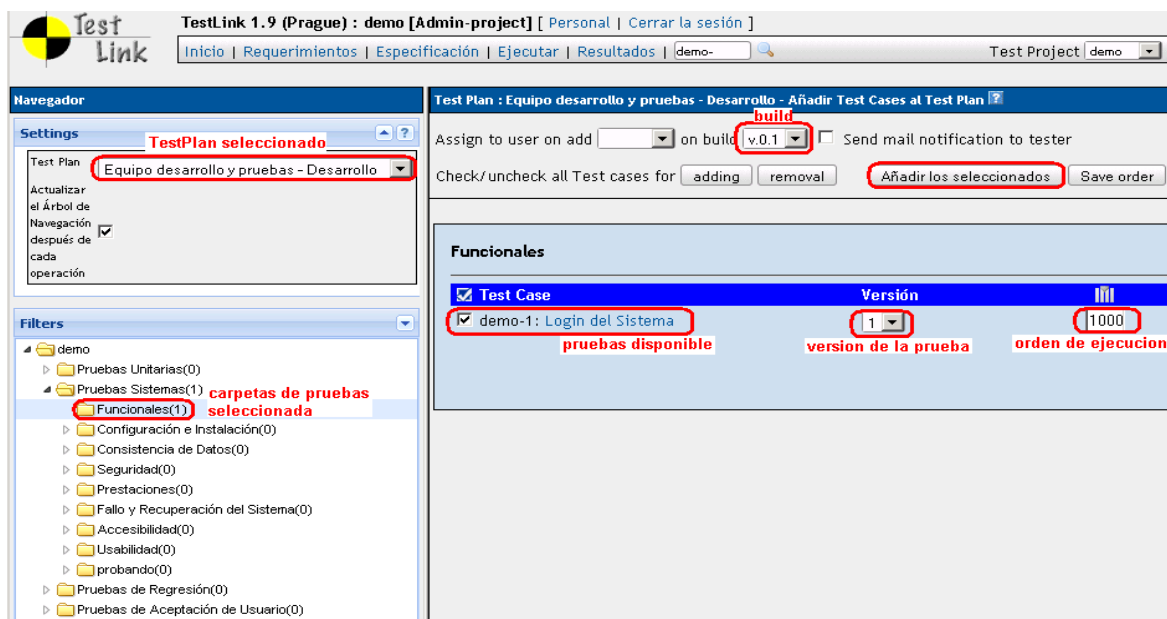 Test
Link
TestLink 1.9 (Prague) : demo [Admin-project] [ Personal | Cerrar la sesión ]
Inicio | Requerimientos | Especificación | Ejecutar | Resultados | demo-
Test Project demo
Navegador
Settings
TestPlan seleccionado
Test Plan
Equipo desarrollo y pruebas - Desarrollo
Actualizar
el Árbol de
Navegación
después de
cada
operación
Filters
demo
Pruebas Unitarias(0)
Pruebas Sistemas(1)
carpetas de pruebas
Funcionales(1)
seleccionada
Configuración e Instalación(0)
Consistencia de Datos(0)
Seguridad(0)
Prestaciones(0)
Fallo y Recuperación del Sistema(0)
Accesibilidad(0)
Usabilidad(0)
probando(0)
Pruebas de Regresión(0)
Pruebas de Aceptación de Usuario(0)
Test Plan : Equipo desarrollo y pruebas - Desarrollo - Añadir Test Cases al Test Plan ?
build
Assign to user on add on build v.0.1 Send mail notification to tester
Check/uncheck all Test cases for adding removal Añadir los seleccionados Save order
Funcionales
Test Case Versión
demo-1: Login del Sistema 1 1000
pruebas disponible version de la prueba orden de ejecucion